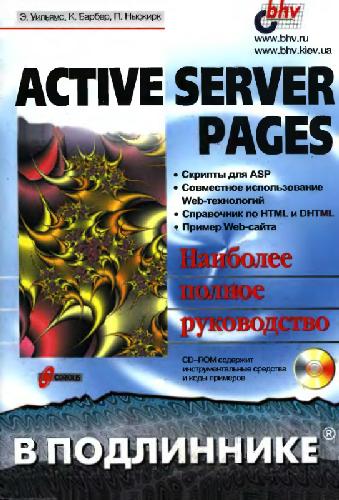 Э. Уильямс, К. Барбер, П. Ньюкирк
bhv
www.bhv.ru
www.bhv.kiev.ua
ACTIVE SERVER
PAGES
• Скрипты для ASP
• Совместное использование
Web-технологий
• Справочник по HTML и DHTML
• Пример Web-сайта
Наиболее
полное
руководство
CD-ROM содержит
инструментальные средства
и коды примеров
CORIOLIS
В ПОДЛИННИКЕ®